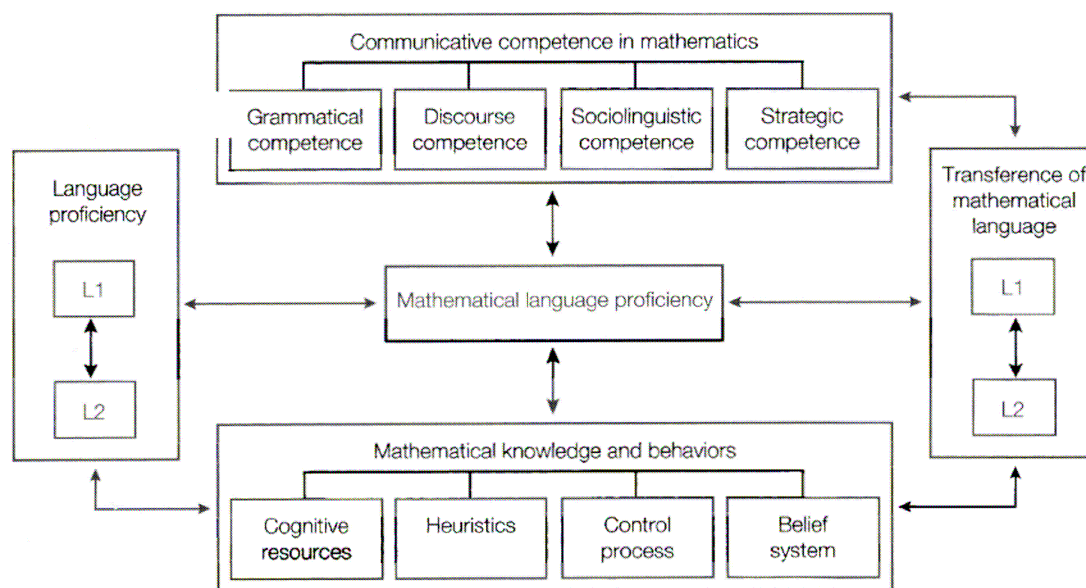 Communicative competence in mathematics
Grammatical
competence
Discourse
competence
Sociolinguistic
competence
Strategic
competence
Language
proficiency
L1
L2
Mathematical language proficiency
Transference of
mathematical
language
L1
L2
Mathematical knowledge and behaviors
Cognitive
resources
Heuristics
Control
process
Belief
system